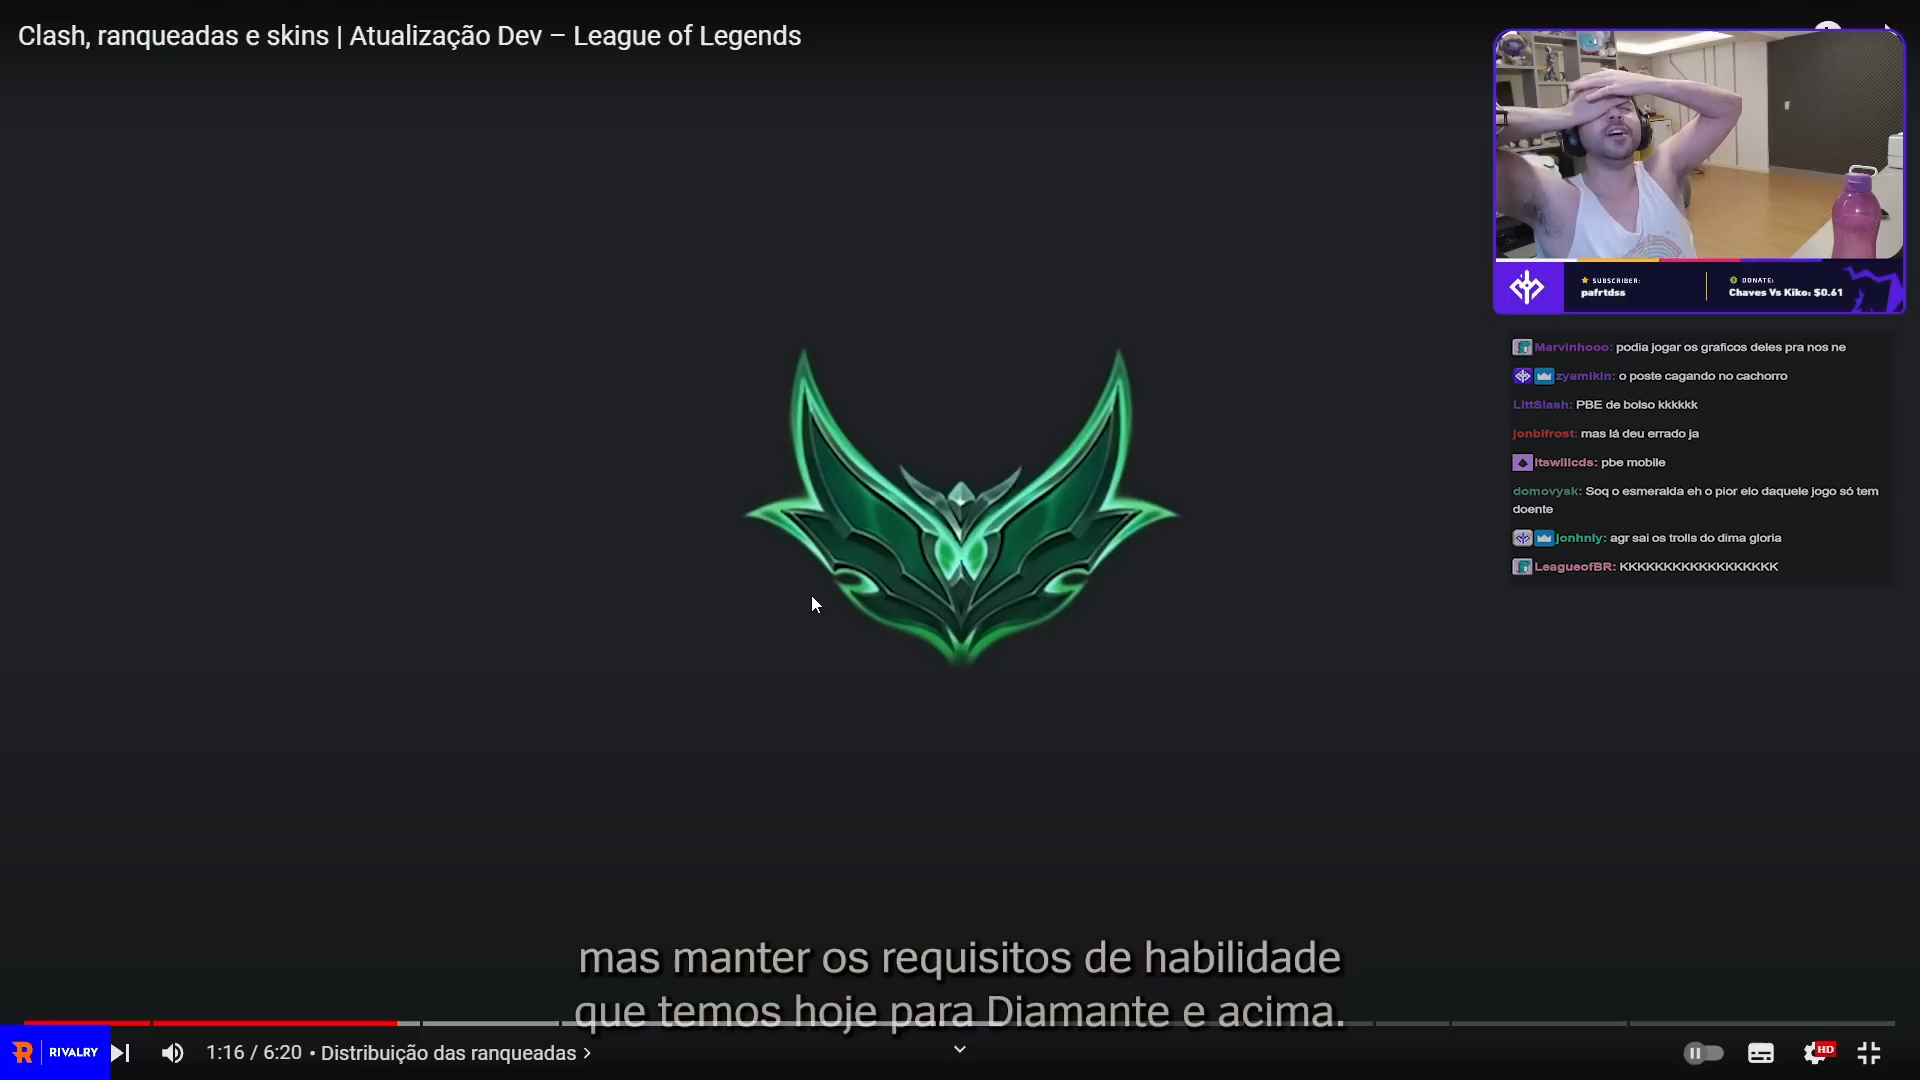 Clash, ranqueadas e skins | Atualização Dev – League of Legends
SUBSCRIBER:
pafrtdss
DONATE:
Chaves Vs Kiko: $0.61
Marvinhooo: podia jogar os graficos deles pra nos ne
zyamikin: o poste cagando no cachorro
LittSlash: PBE de bolso kkkkkk
jonbifrost: mas lá deu errado ja
itswillcds: pbe mobile
domovysk: Soq o esmeralda eh o pior elo daquele jogo só tem
doente
jonhnly: agr sai os trolls do dima gloria
LeagueofBR: KKKKKKKKKKKKKKKKKK
mas manter os requisitos de habilidade
que temos hoje para Diamante e acima.
R RIVALRY
1:16 / 6:20 • Distribuição das ranqueadas
HD